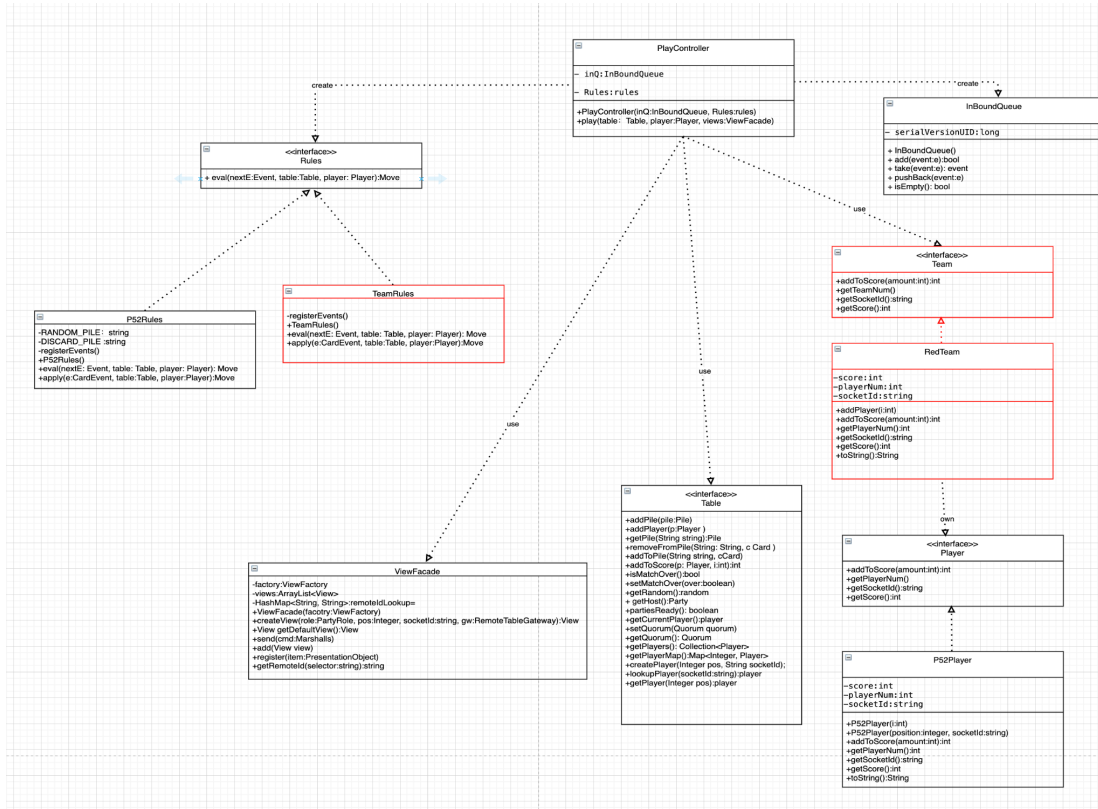 PlayController
- inQ:InBoundQueue
- Rules:rules
+PlayController(inQ:InBoundQueue, Rules:rules)
+play(table: Table, player:Player, views:ViewFacade)
create
create
InBoundQueue
- serialVersionUID:long
+ InBoundQueue()
+ add(event:e):bool
+ take(event:e): event
+ pushBack(event:e)
+ isEmpty(): bool
<<interface>>
Rules
+ eval(nextE:Event, table:Table, player: Player):Move
use
<<interface>>
Team
+addToScore(amount:int):int
+getTeamNum()
+getSocketId():string
+getScore():int
TeamRules
-registerEvents()
+TeamRules()
+eval(nextE: Event, table: Table, player: Player): Move
+apply(e:CardEvent, table:Table, player:Player):Move
P52Rules
-RANDOM_PILE: string
-DISCARD_PILE :string
-registerEvents()
+P52Rules()
+eval(nextE: Event, table: Table, player: Player): Move
+apply(e:CardEvent, table:Table, player:Player):Move
RedTeam
-score:int
-playerNum:int
-socketId:string
+addPlayer(i:int)
+addToScore(amount:int):int
+getPlayerNum():int
+getSocketId():string
+getScore():int
+toString():String
use
use
own
<<interface>>
Table
+addPile(pile:Pile)
+addPlayer(p:Player )
+getPile(String string):Pile
+removeFromPile(String: String, c Card )
+addToPile(String string, cCard)
+addToScore(p: Player, i:int):int
+isMatchOver():bool
+setMatchOver(over:boolean)
+getRandom():random
+ getHost():Party
+partiesReady(): boolean
+getCurrentPlayer():player
+setQuorum(Quorum quorum)
+getQuorum(): Quorum
+getPlayers(): Collection<Player>
+getPlayerMap():Map<Integer, Player>
+createPlayer(Integer pos, String socketId);
+lookupPlayer(socketId:string):player
+getPlayer(Integer pos):player
<<interface>>
Player
+addToScore(amount:int):int
+getPlayerNum()
+getSocketId():string
+getScore():int
ViewFacade
-factory:ViewFactory
-views:ArrayList<View>
-HashMap<String, String>:remoteIdLookup=
+ViewFacade(facotry:ViewFactory)
+createView(role:PartyRole, pos:Integer, socketId:string, gw:RemoteTableGateway):View
+View getDefaultView():View
+send(cmd:Marshalls)
+add(View view)
+register(item:PresentationObject)
+getRemoteId(selector:string):string
P52Player
-score:int
-playerNum:int
-socketId:string
+P52Player(i:int)
+P52Player(position:integer, socketId:string)
+addToScore(amount:int):int
+getPlayerNum():int
+getSocketId():string
+getScore():int
+toString():String